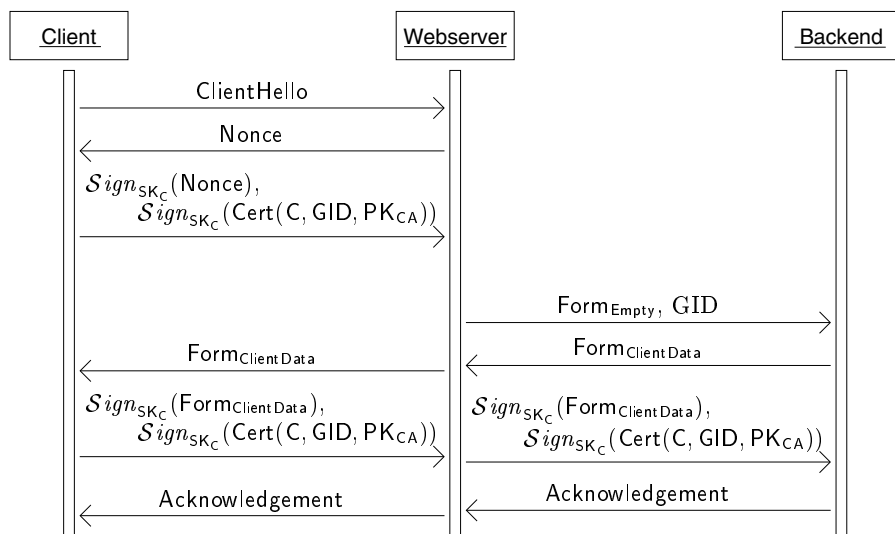 Client
Webserver
Backend
ClientHello
Nonce
Sign_SK_C(Nonce),
Sign_SK_C(Cert(C, GID, PK_CA))
Form_Empty, GID
Form_ClientData
Form_ClientData
Sign_SK_C(Form_ClientData),
Sign_SK_C(Cert(C, GID, PK_CA))
Sign_SK_C(Form_ClientData),
Sign_SK_C(Cert(C, GID, PK_CA))
Acknowledgement
Acknowledgement